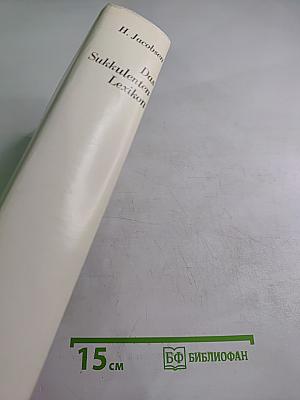 H. Jacobsen
Das
Sukkulenten
Lexikon
15 см
БФ БИБЛИОФАН